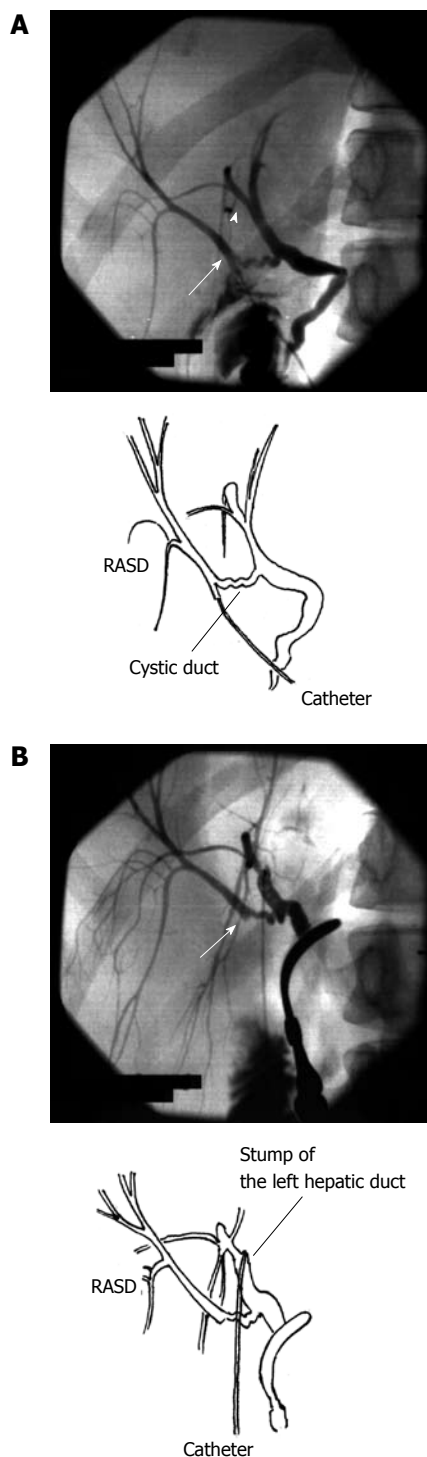 A
RASD
Cystic duct
Catheter
B
Stump of
the left hepatic duct
RASD
Catheter